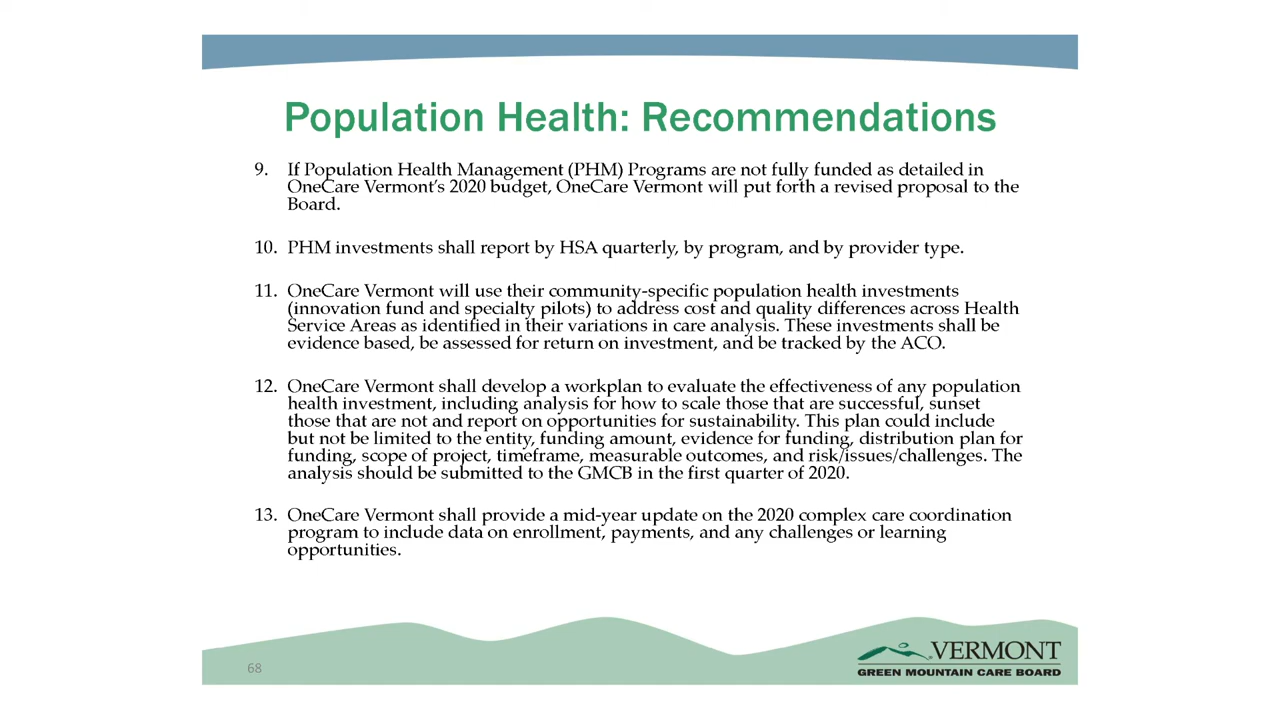 Population Health: Recommendations
9. If Population Health Management (PHM) Programs are not fully funded as detailed in
OneCare Vermont's 2020 budget, OneCare Vermont will put forth a revised proposal to the
Board.
10. PHM investments shall report by HSA quarterly, by program, and by provider type.
11. OneCare Vermont will use their community-specific population health investments
(innovation fund and specialty pilots) to address cost and quality differences across Health
Service Areas as identified in their variations in care analysis. These investments shall be
evidence based, be assessed for return on investment, and be tracked by the ACO.
12. OneCare Vermont shall develop a workplan to evaluate the effectiveness of any population
health investment, including analysis for how to scale those that are successful, sunset
those that are not and report on opportunities for sustainability. This plan could include
but not be limited to the entity, funding amount, evidence for funding, distribution plan for
funding, scope of project, timeframe, measurable outcomes, and risk/issues/challenges. The
analysis should be submitted to the GMCB in the first quarter of 2020.
13. OneCare Vermont shall provide a mid-year update on the 2020 complex care coordination
program to include data on enrollment, payments, and any challenges or learning
opportunities.
68
VERMONT
GREEN MOUNTAIN CARE BOARD